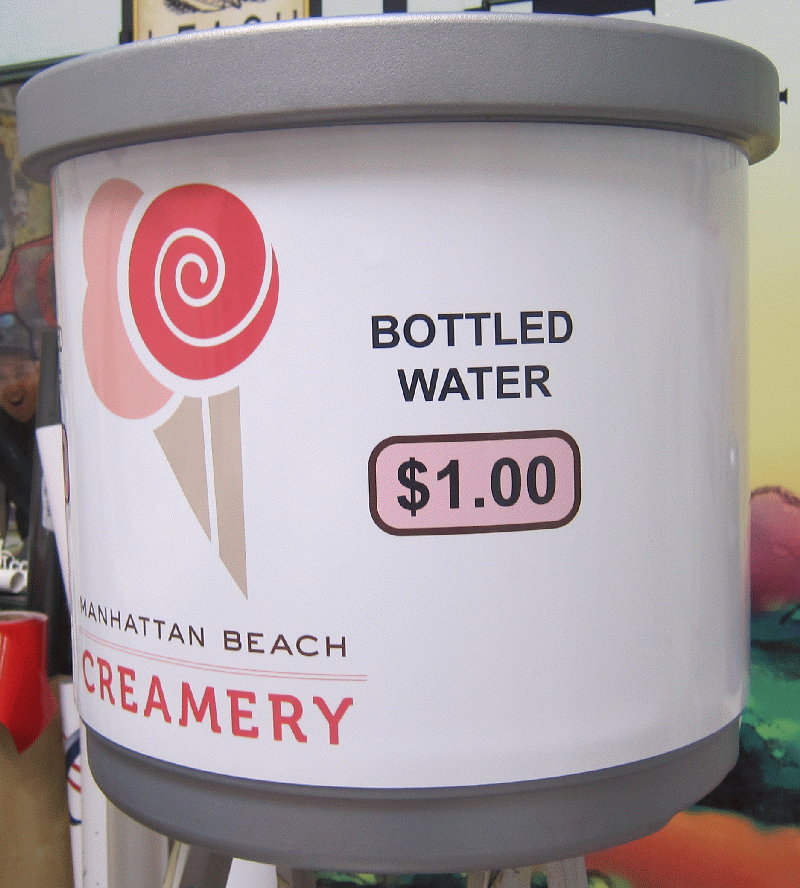 BOTTLED
WATER
$1.00
MANHATTAN BEACH
CREAMERY